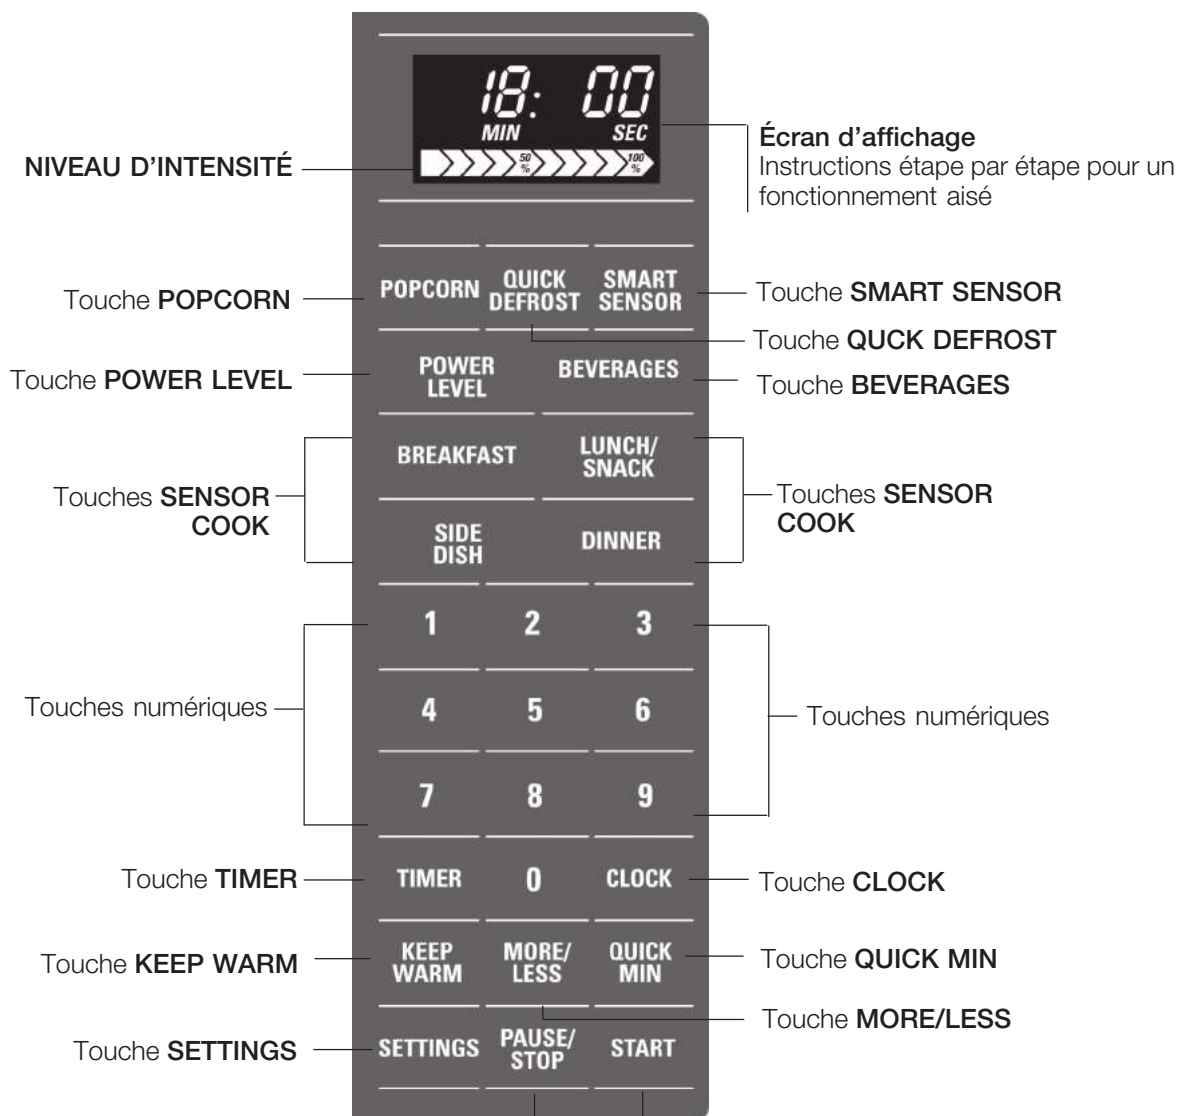 18: 00
MIN SEC
50 % 100 %
NIVEAU D'INTENSITÉ
Écran d'affichage
Instructions étape par étape pour un
fonctionnement aisé
POPCORN
QUICK
DEFROST
SMART
SENSOR
Touche POPCORN
Touche SMART SENSOR
Touche QUCK DEFROST
POWER
LEVEL
BEVERAGES
Touche POWER LEVEL
Touche BEVERAGES
BREAKFAST
LUNCH/
SNACK
Touches SENSOR
COOK
Touches SENSOR
COOK
SIDE
DISH
DINNER
1 2 3
Touches numériques
4 5 6
Touches numériques
7 8 9
Touche TIMER
TIMER 0 CLOCK
Touche CLOCK
Touche KEEP WARM
KEEP
WARM
MORE/
LESS
QUICK
MIN
Touche QUICK MIN
Touche MORE/LESS
Touche SETTINGS
SETTINGS
PAUSE/
STOP
START